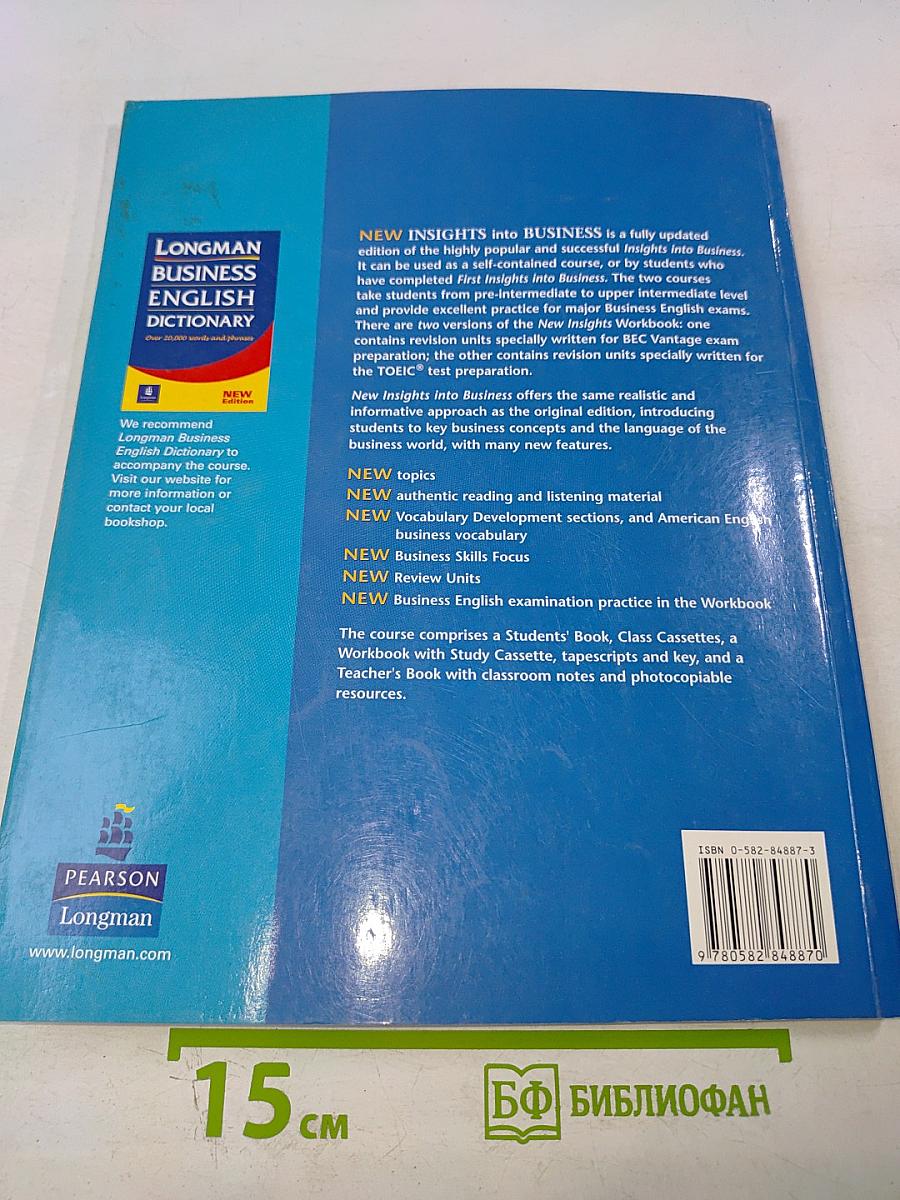 LONGMAN
BUSINESS
ENGLISH
DICTIONARY
Over 20,000 words and phrases
Longman
NEW
Edition
We recommend
Longman Business
English Dictionary to
accompany the course.
Visit our website for
more information or
contact your local
bookshop.
NEW INSIGHTS into BUSINESS is a fully updated
edition of the highly popular and successful Insights into Business.
It can be used as a self-contained course, or by students who
have completed First Insights into Business. The two courses
take students from pre-intermediate to upper intermediate level
and provide excellent practice for major Business English exams.
There are two versions of the New Insights Workbook: one
contains revision units specially written for BEC Vantage exam
preparation; the other contains revision units specially written for
the TOEIC® test preparation.
New Insights into Business offers the same realistic and
informative approach as the original edition, introducing
students to key business concepts and the language of the
business world, with many new features.
NEW topics
NEW authentic reading and listening material
NEW Vocabulary Development sections, and American English
business vocabulary
NEW Business Skills Focus
NEW Review Units
NEW Business English examination practice in the Workbook
The course comprises a Students' Book, Class Cassettes, a
Workbook with Study Cassette, tapescripts and key, and a
Teacher's Book with classroom notes and photocopiable
resources.
PEARSON
Longman
www.longman.com
ISBN 0-582-84887-3
9 780582 848870
15 см
БФ БИБЛИОФАН